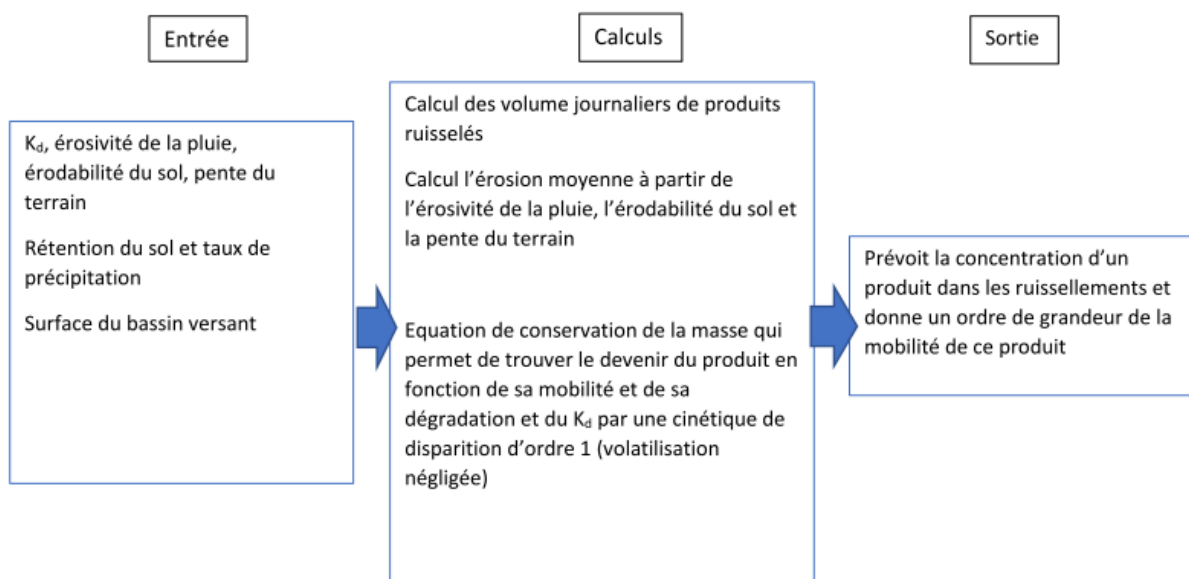 Entrée
Calculs
Sortie
K_d, érosivité de la pluie,
érodabilité du sol, pente du
terrain
Rétention du sol et taux de
précipitation
Surface du bassin versant
Calcul des volume journaliers de produits
ruisselés
Calcul l’érosion moyenne à partir de
l’érosivité de la pluie, l’érodabilité du sol et
la pente du terrain
Equation de conservation de la masse qui
permet de trouver le devenir du produit en
fonction de sa mobilité et de sa
dégradation et du K_d par une cinétique de
disparition d’ordre 1 (volatilisation
négligée)
Prévoit la concentration d’un
produit dans les ruissellements et
donne un ordre de grandeur de la
mobilité de ce produit